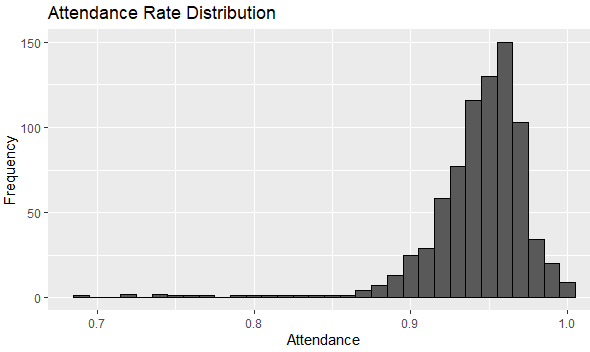 Attendance Rate Distribution
150
100
50
0
Frequency
0.7 0.8 0.9 1.0
Attendance